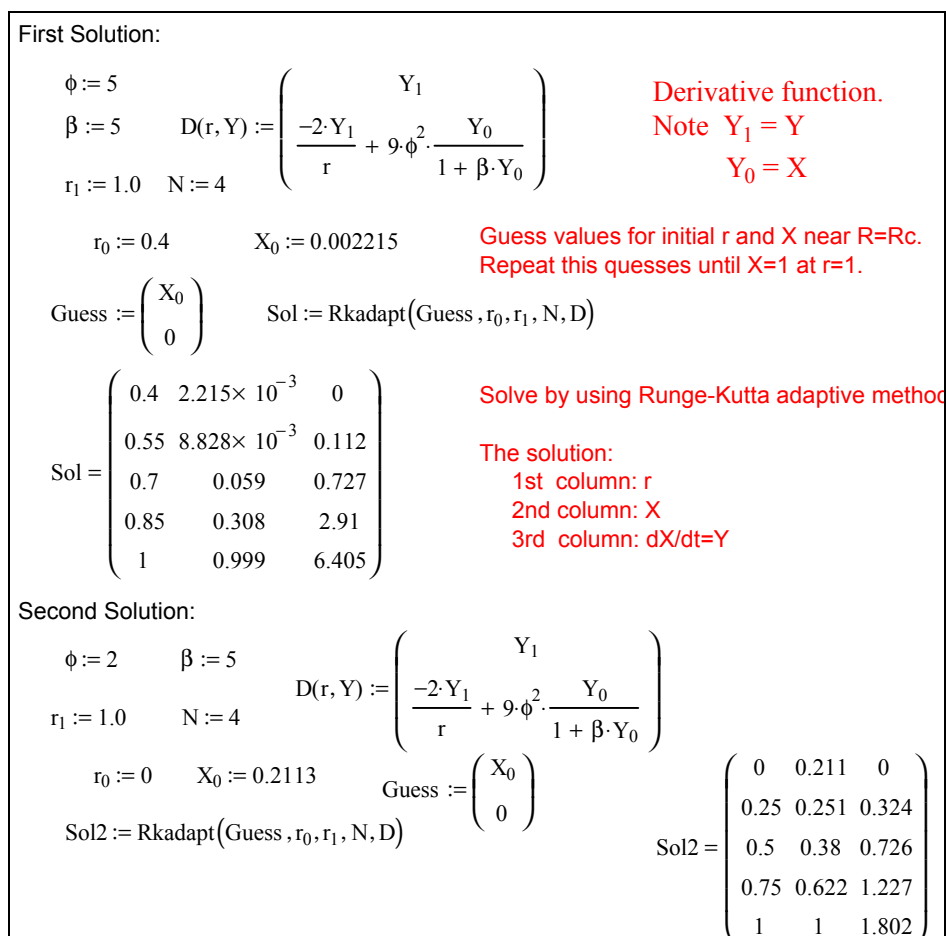 First Solution:
ϕ := 5
β := 5 D(r, Y) := ( Y₁ ; −2·Y₁/r + 9·ϕ²· Y₀/(1 + β·Y₀) )
r₁ := 1.0 N := 4
Derivative function.
Note Y₁ = Y
Y₀ = X
r₀ := 0.4 X₀ := 0.002215
Guess values for initial r and X near R=Rc.
Repeat this quesses until X=1 at r=1.
Guess := ( X₀ ; 0 ) Sol := Rkadapt(Guess , r₀, r₁, N, D)
Sol =
0.4 2.215× 10⁻³ 0
0.55 8.828× 10⁻³ 0.112
0.7 0.059 0.727
0.85 0.308 2.91
1 0.999 6.405
Solve by using Runge-Kutta adaptive method
The solution:
1st column: r
2nd column: X
3rd column: dX/dt=Y
Second Solution:
ϕ := 2 β := 5
D(r, Y) := ( Y₁ ; −2·Y₁/r + 9·ϕ²· Y₀/(1 + β·Y₀) )
r₁ := 1.0 N := 4
r₀ := 0 X₀ := 0.2113 Guess := ( X₀ ; 0 )
Sol2 := Rkadapt(Guess , r₀, r₁, N, D)
Sol2 =
0 0.211 0
0.25 0.251 0.324
0.5 0.38 0.726
0.75 0.622 1.227
1 1 1.802